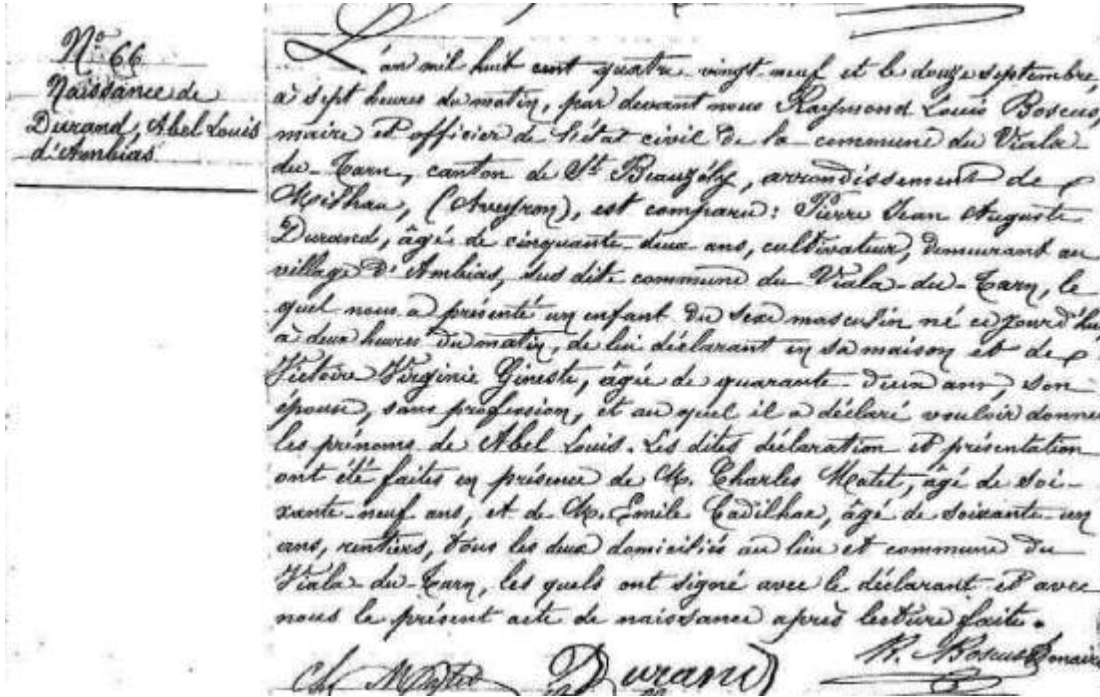 N° 66
Naissance de
Durand, Abel Louis
d'Ambias
L'an mil huit cent quatre-vingt-neuf et le douze septembre,
à sept heures du matin, par devant nous Raymond Louis Boscus,
maire et officier de l'état civil de la commune du Viala-
du-Tarn, canton de St Beauzély, arrondissement de
Milhau, (Aveyron), est comparu: Pierre Jean Auguste
Durand, âgé de cinquante-deux ans, cultivateur, demeurant au
village d'Ambias, sus dite commune du Viala-du-Tarn, le
quel nous a présenté un enfant du sexe masculin né ce jourd'hui
à deux heures du matin, de lui déclarant en sa maison et de
Victoire Virginie Gineste, âgée de quarante-deux ans, son
épouse, sans profession, et au quel il a déclaré vouloir donner
les prénoms de Abel Louis. Les dites déclaration et présentation
ont été faites en présence de M. Charles Matet, âgé de soi-
xante-neuf ans, et de M. Emile Cadilhac, âgé de soixante-un
ans, rentiers, tous les deux domiciliés au lieu et commune du
Viala-du-Tarn, les quels ont signé avec le déclarant et avec
nous le présent acte de naissance après lecture faite.
Ch Matet Durand R. Boscus maire